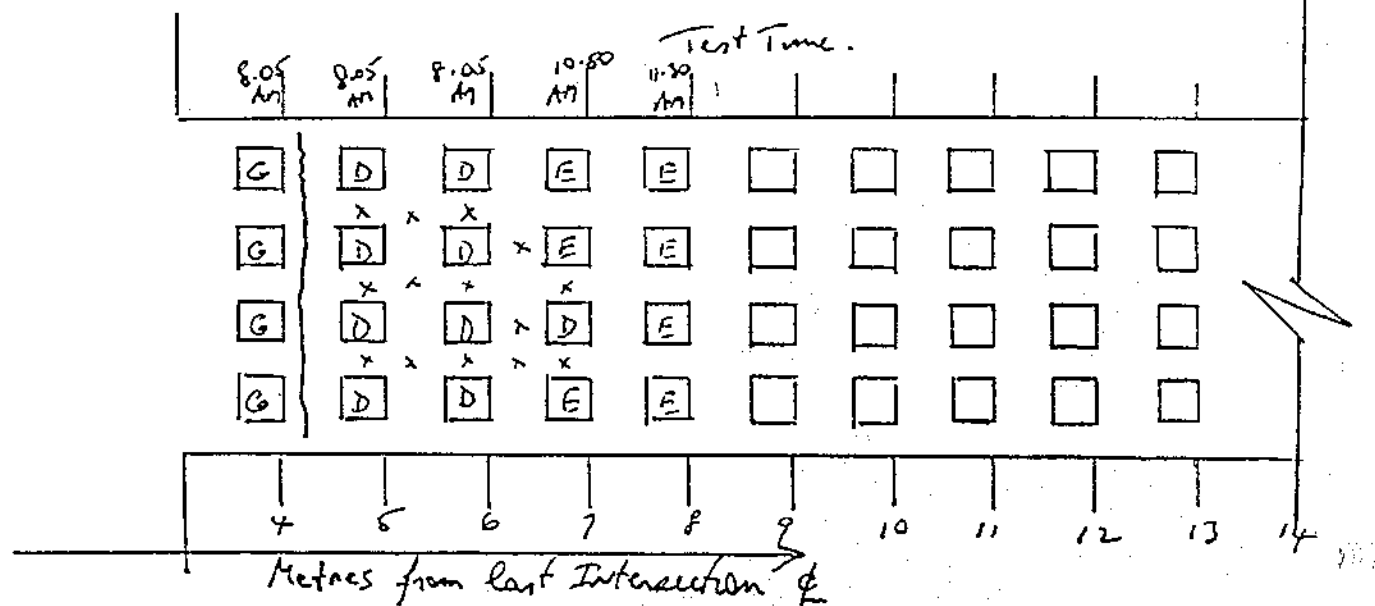 Test Time.
8.05 8.05 8.05 10.50 11.30
AM AM AM AM AM
G D D E E
x x x
G D D x E E
x x x x
G D D x D E
x x x x x
G D D E E
4 5 6 7 8 9 10 11 12 13 14
Metres from last Intersection ℄